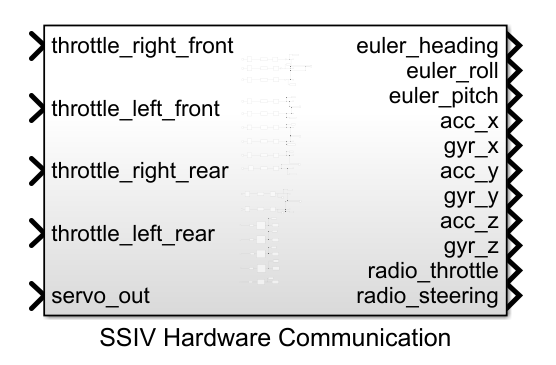 throttle_right_front
throttle_left_front
throttle_right_rear
throttle_left_rear
servo_out
euler_heading
euler_roll
euler_pitch
acc_x
gyr_x
acc_y
gyr_y
acc_z
gyr_z
radio_throttle
radio_steering
SSIV Hardware Communication